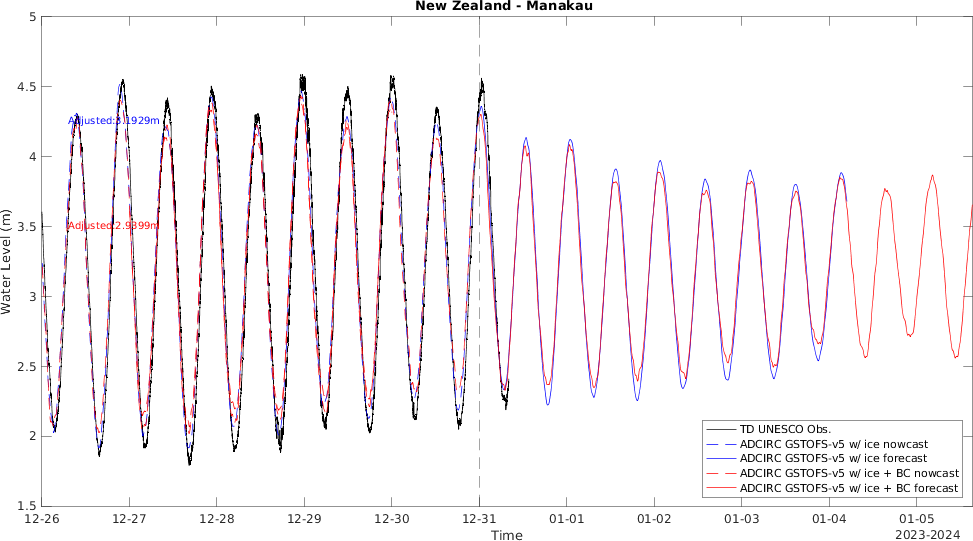 New Zealand - Manakau
5
4.5
4
3.5
3
2.5
2
1.5
Water Level (m)
Adjusted:3.1929m
Adjusted:2.9399m
TD UNESCO Obs.
ADCIRC GSTOFS-v5 w/ ice nowcast
ADCIRC GSTOFS-v5 w/ ice forecast
ADCIRC GSTOFS-v5 w/ ice + BC nowcast
ADCIRC GSTOFS-v5 w/ ice + BC forecast
12-26 12-27 12-28 12-29 12-30 12-31 01-01 01-02 01-03 01-04 01-05
Time
2023-2024